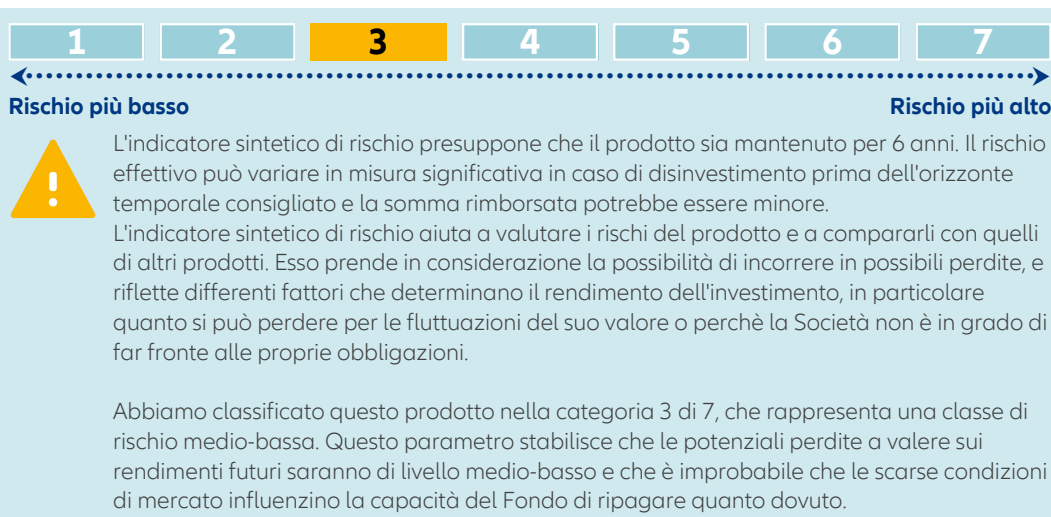 1 2 3 4 5 6 7
Rischio più basso Rischio più alto
L'indicatore sintetico di rischio presuppone che il prodotto sia mantenuto per 6 anni. Il rischio
effettivo può variare in misura significativa in caso di disinvestimento prima dell'orizzonte
temporale consigliato e la somma rimborsata potrebbe essere minore.
L'indicatore sintetico di rischio aiuta a valutare i rischi del prodotto e a compararli con quelli
di altri prodotti. Esso prende in considerazione la possibilità di incorrere in possibili perdite, e
riflette differenti fattori che determinano il rendimento dell'investimento, in particolare
quanto si può perdere per le fluttuazioni del suo valore o perchè la Società non è in grado di
far fronte alle proprie obbligazioni.
Abbiamo classificato questo prodotto nella categoria 3 di 7, che rappresenta una classe di
rischio medio-bassa. Questo parametro stabilisce che le potenziali perdite a valere sui
rendimenti futuri saranno di livello medio-basso e che è improbabile che le scarse condizioni
di mercato influenzino la capacità del Fondo di ripagare quanto dovuto.